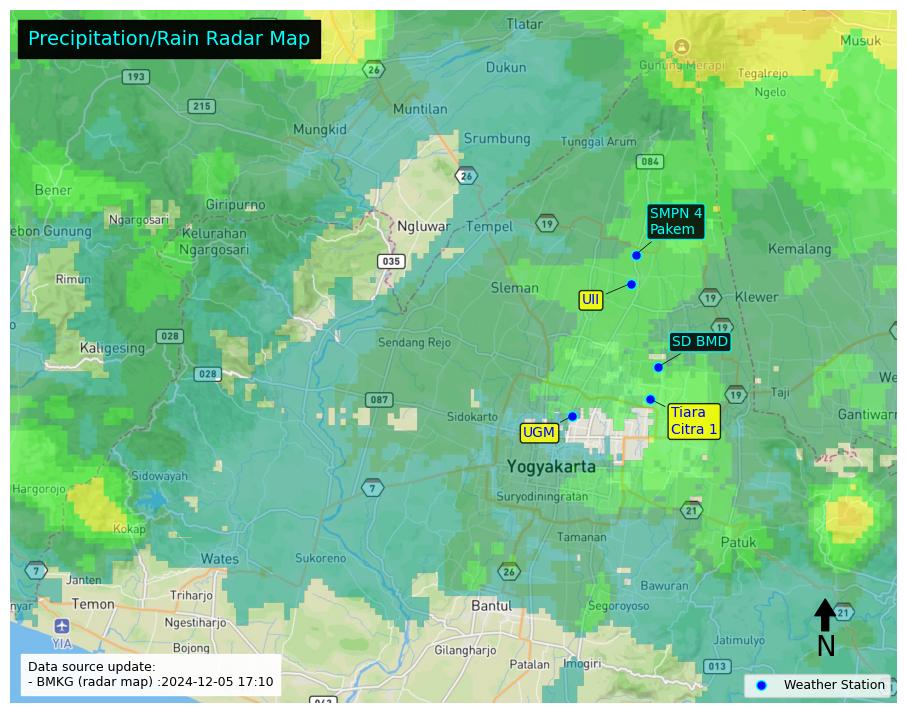 Precipitation/Rain Radar Map
Tlatar
Musuk
26
193
Dukun
Gunung Merapi
Tegalrejo
Ngelo
215
Muntilan
Mungkid
Srumbung
Tunggal Arum
084
26
Bener
Giripurno
Ngargosari
SMPN 4
Pakem
ebon Gunung
Kelurahan
Ngargosari
Ngluwar
Tempel
19
Kemalang
035
Rimun
Sleman
UII
19
Klewer
19
028
Sendang Rejo
SD BMD
Kaligesing
028
We
087
19
Taji
Sidokarto
Tiara
Citra 1
Gantiwarn
UGM
Yogyakarta
Sidowayah
Hargorojo
7
Suryodiningratan
21
Kokap
Tamanan
Patuk
Wates
Sukoreno
7
26
Janten
Bawuran
Triharjo
Temon
nyar
Bantul
Segoroyoso
21
Ngestiharjo
YIA
N
Jatimulyo
Bojong
Gilangharjo
Patalan
Imogiri
013
Data source update:
- BMKG (radar map) :2024-12-05 17:10
Weather Station